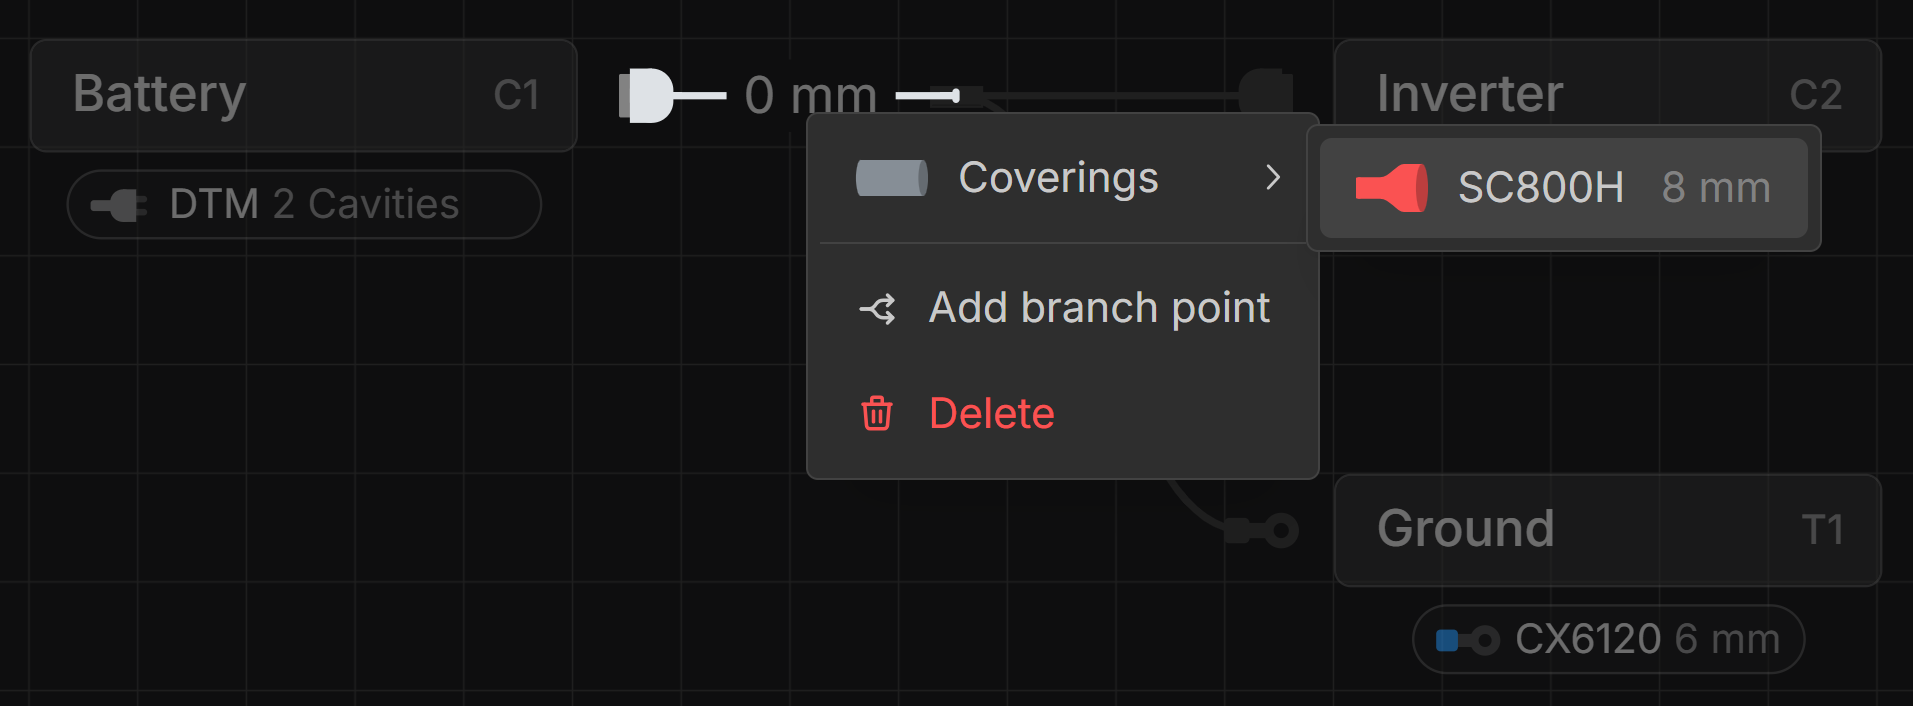 Battery C1
0 mm
Inverter C2
DTM 2 Cavities
Coverings
SC800H 8 mm
Add branch point
Delete
Ground T1
CX6120 6 mm